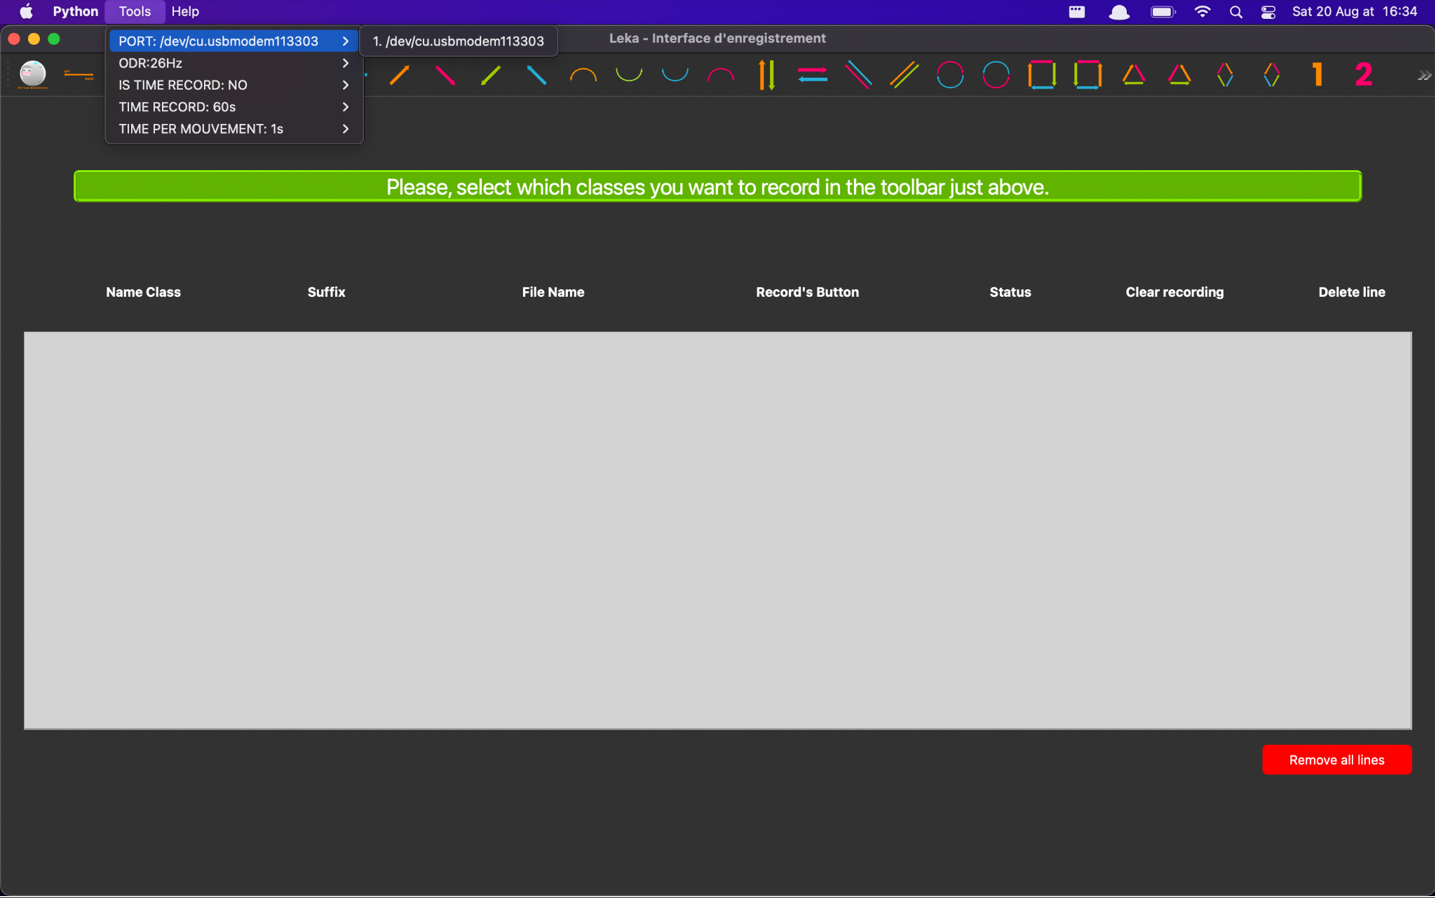 Python Tools Help Sat 20 Aug at 16:34
Leka - Interface d'enregistrement
PORT: /dev/cu.usbmodem113303
1. /dev/cu.usbmodem113303
ODR:26Hz
IS TIME RECORD: NO
TIME RECORD: 60s
TIME PER MOUVEMENT: 1s
1 2
Please, select which classes you want to record in the toolbar just above.
Name Class Suffix File Name Record's Button Status Clear recording Delete line
Remove all lines